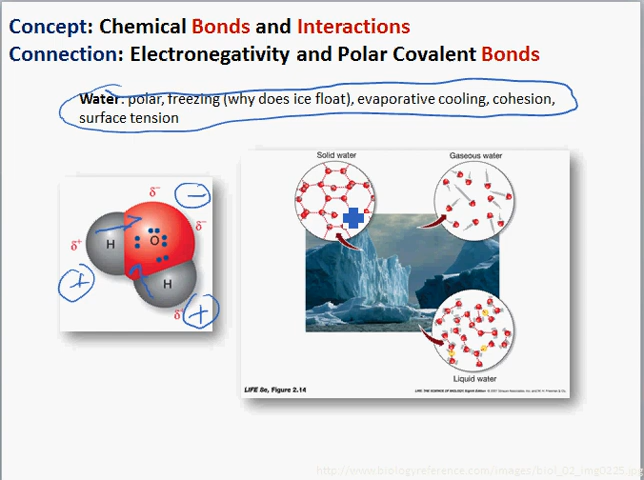 Concept: Chemical Bonds and Interactions
Connection: Electronegativity and Polar Covalent Bonds
Water: polar, freezing (why does ice float), evaporative cooling, cohesion,
surface tension
δ⁻
−
δ⁻
δ⁺
H
O
H
+
δ⁺
+
Solid water
Gaseous water
Liquid water
LIFE 8e, Figure 2.14
http://www.biologyreference.com/images/biol_02_img0225.jpg